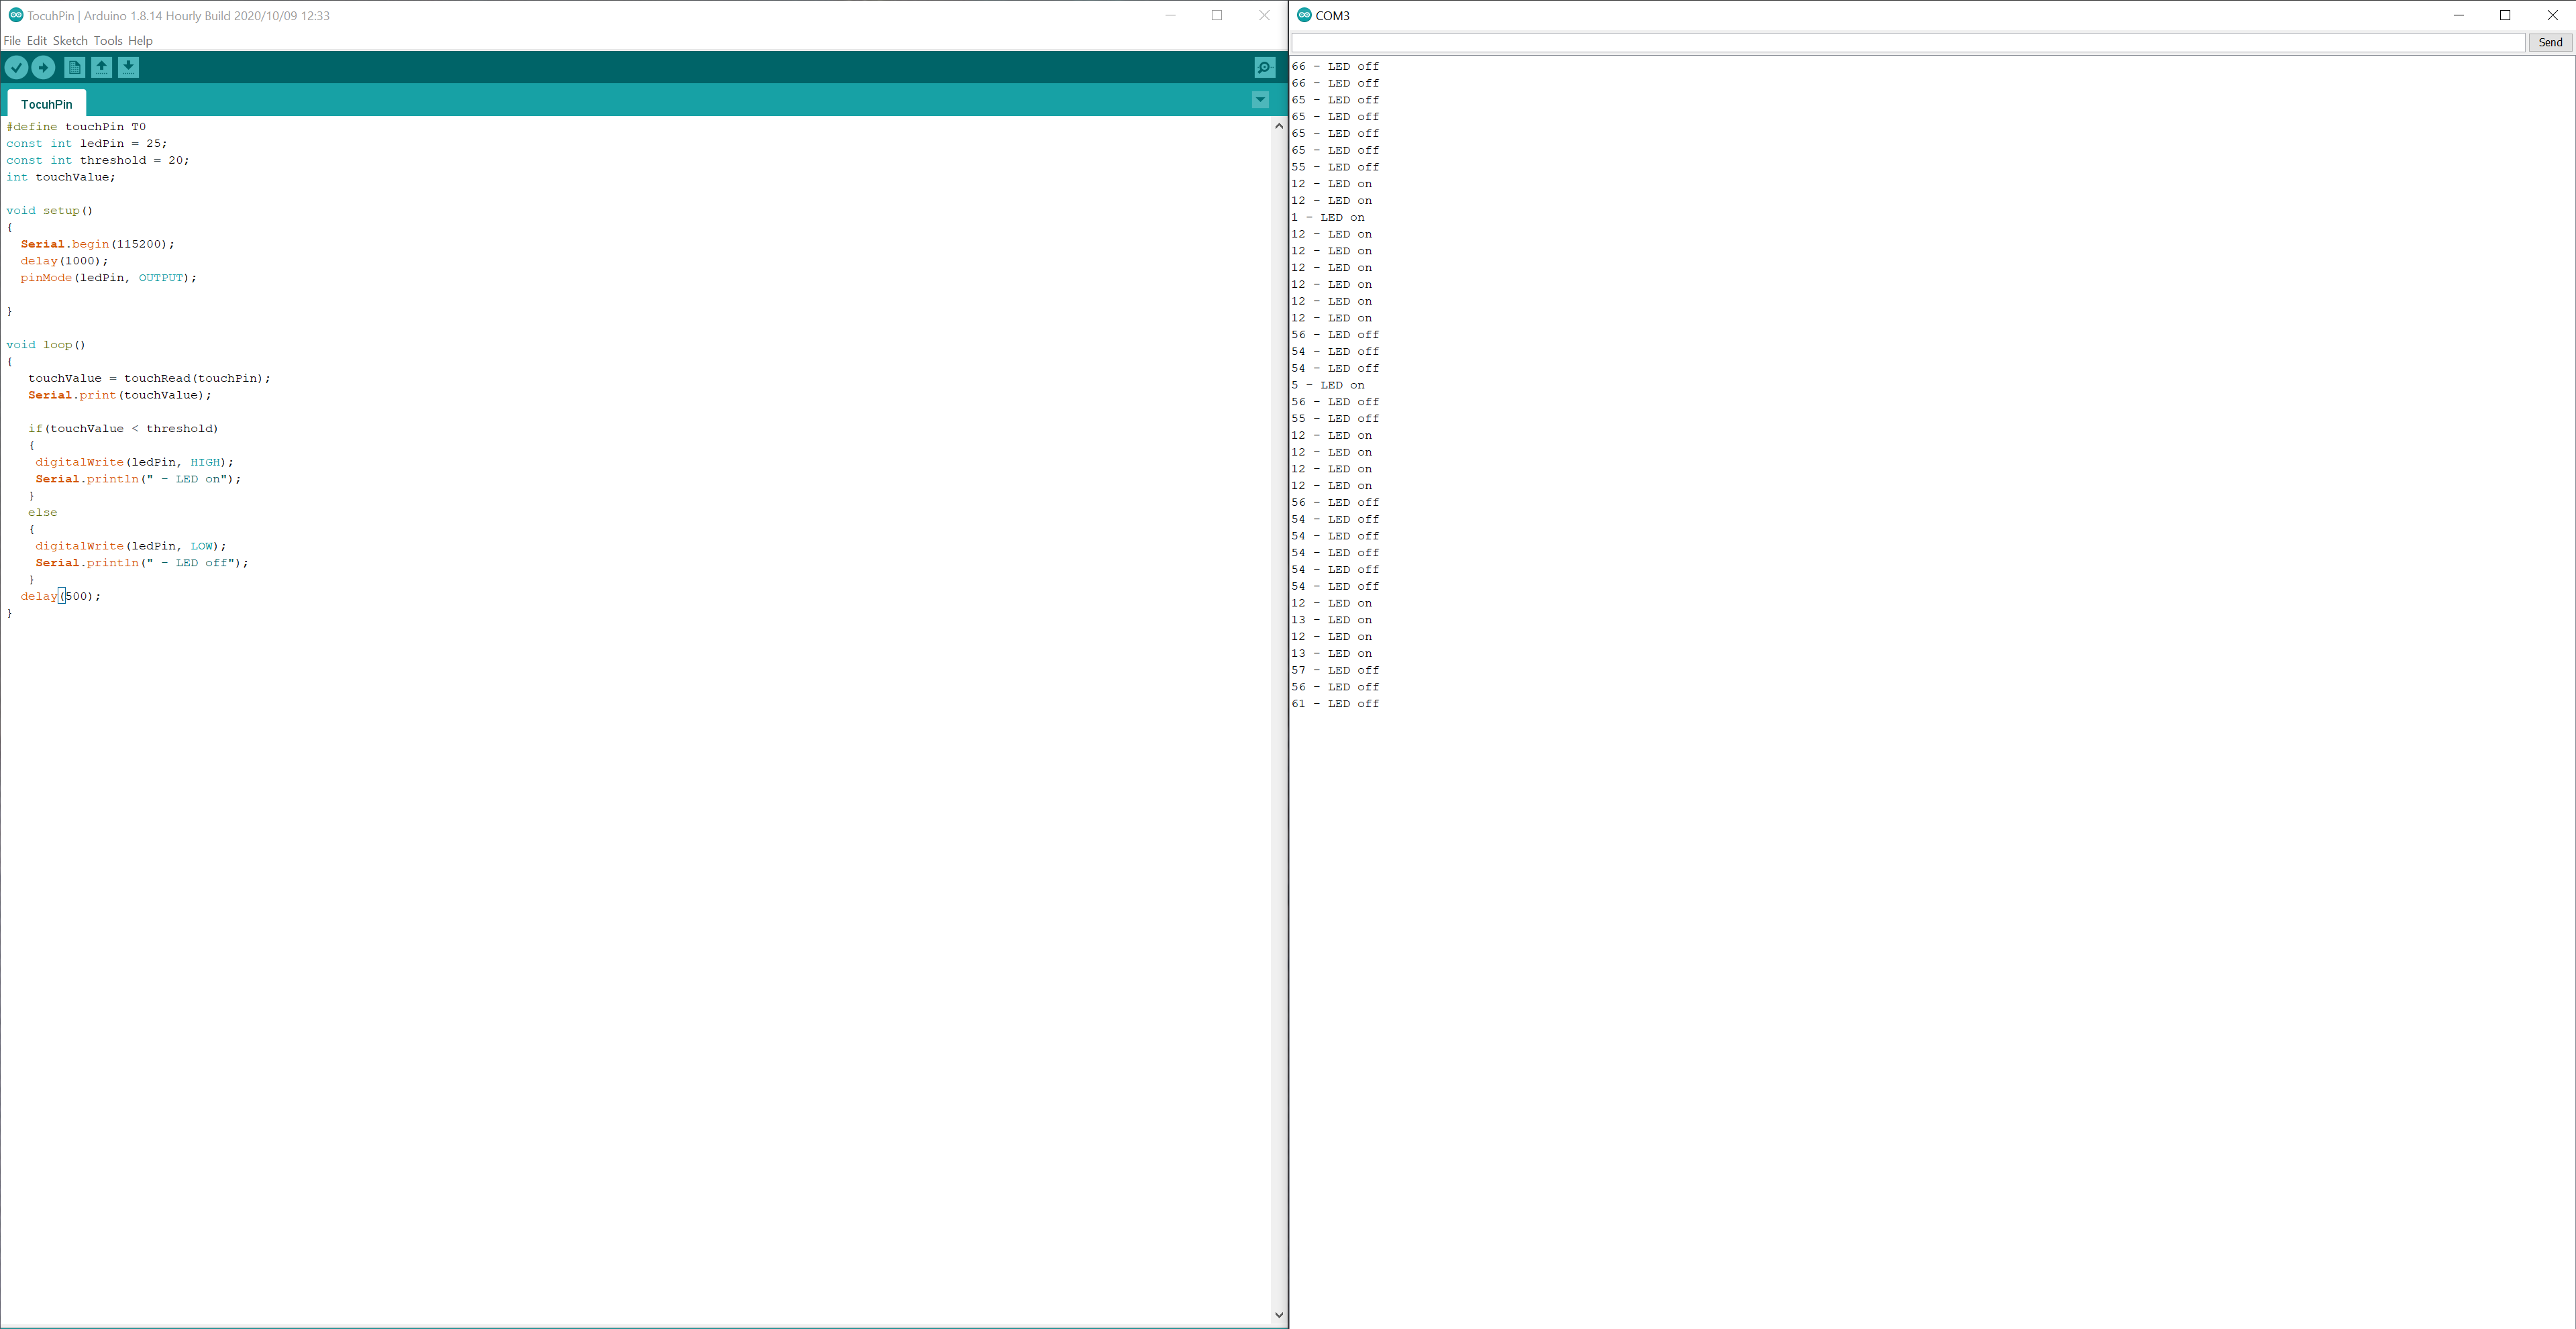 TocuhPin | Arduino 1.8.14 Hourly Build 2020/10/09 12:33
File Edit Sketch Tools Help
TocuhPin
#define touchPin T0
const int ledPin = 25;
const int threshold = 20;
int touchValue;
void setup()
{
Serial.begin(115200);
delay(1000);
pinMode(ledPin, OUTPUT);
}
void loop()
{
touchValue = touchRead(touchPin);
Serial.print(touchValue);
if(touchValue < threshold)
{
digitalWrite(ledPin, HIGH);
Serial.println(" - LED on");
}
else
{
digitalWrite(ledPin, LOW);
Serial.println(" - LED off");
}
delay(500);
}
COM3
Send
66 - LED off
66 - LED off
65 - LED off
65 - LED off
65 - LED off
65 - LED off
55 - LED off
12 - LED on
12 - LED on
1 - LED on
12 - LED on
12 - LED on
12 - LED on
12 - LED on
12 - LED on
12 - LED on
56 - LED off
54 - LED off
54 - LED off
5 - LED on
56 - LED off
55 - LED off
12 - LED on
12 - LED on
12 - LED on
12 - LED on
56 - LED off
54 - LED off
54 - LED off
54 - LED off
54 - LED off
54 - LED off
12 - LED on
13 - LED on
12 - LED on
13 - LED on
57 - LED off
56 - LED off
61 - LED off